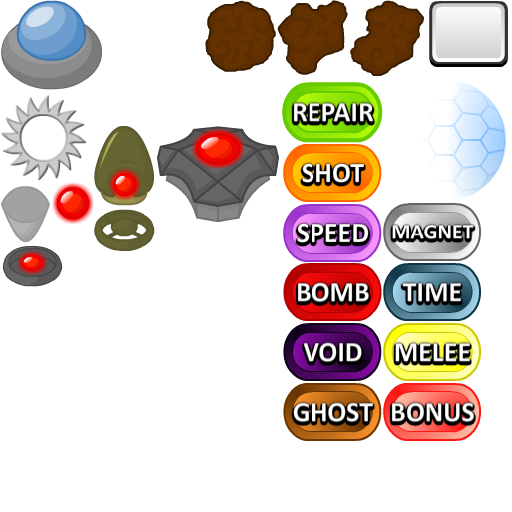 REPAIR
SHOT
SPEED
MAGNET
BOMB
TIME
VOID
MELEE
GHOST
BONUS